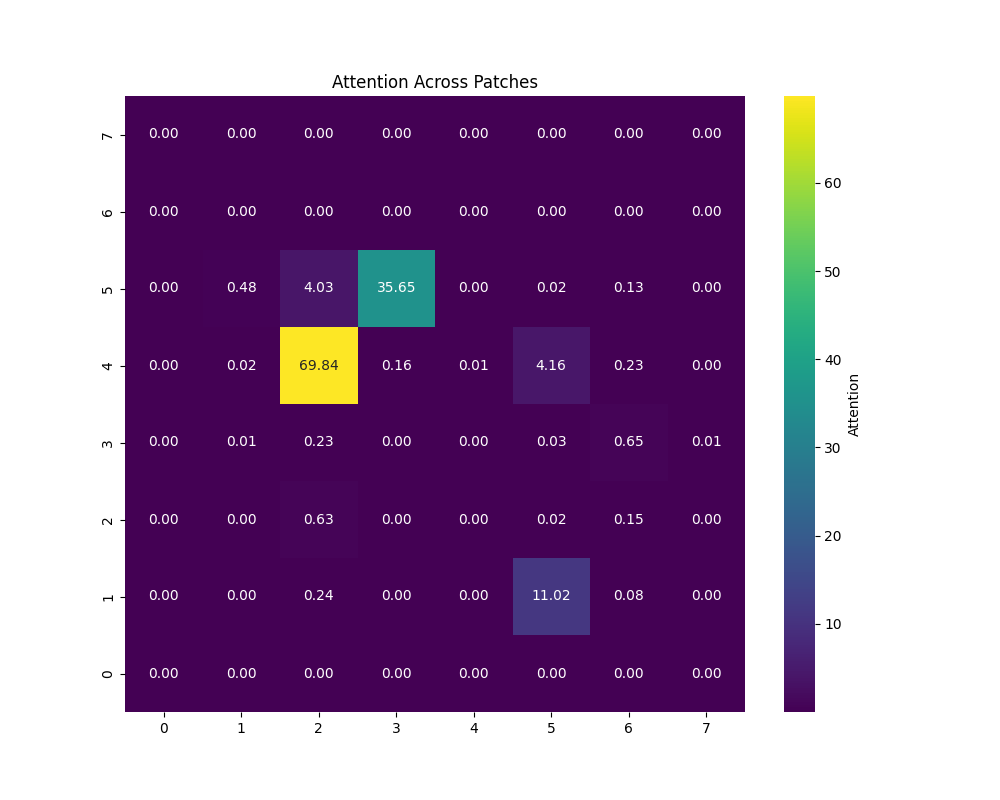 Attention Across Patches
7 0.00 0.00 0.00 0.00 0.00 0.00 0.00 0.00
6 0.00 0.00 0.00 0.00 0.00 0.00 0.00 0.00
5 0.00 0.48 4.03 35.65 0.00 0.02 0.13 0.00
4 0.00 0.02 69.84 0.16 0.01 4.16 0.23 0.00
3 0.00 0.01 0.23 0.00 0.00 0.03 0.65 0.01
2 0.00 0.00 0.63 0.00 0.00 0.02 0.15 0.00
1 0.00 0.00 0.24 0.00 0.00 11.02 0.08 0.00
0 0.00 0.00 0.00 0.00 0.00 0.00 0.00 0.00
0 1 2 3 4 5 6 7
60
50
40
30
20
10
Attention